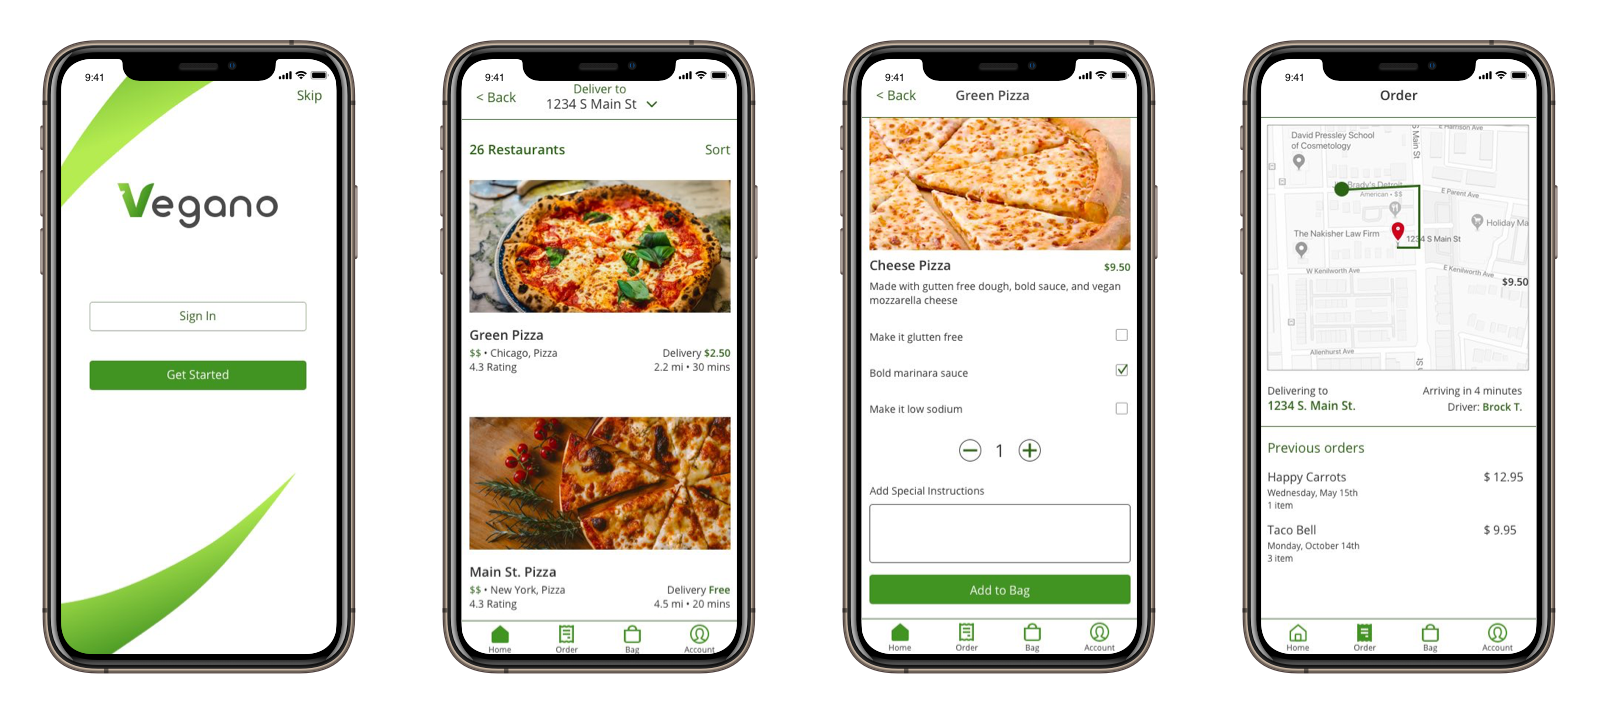 9:41
Skip
Vegano
Sign In
Get Started
9:41
< Back
Deliver to
1234 S Main St
26 Restaurants
Sort
Green Pizza
$$ • Chicago, Pizza
Delivery $2.50
4.3 Rating
2.2 mi • 30 mins
Main St. Pizza
$$ • New York, Pizza
Delivery Free
4.3 Rating
4.5 mi • 20 mins
Home
Order
Bag
Account
9:41
< Back
Green Pizza
Cheese Pizza
$9.50
Made with gutten free dough, bold sauce, and vegan
mozzarella cheese
Make it glutten free
Bold marinara sauce
Make it low sodium
1
Add Special Instructions
Add to Bag
Home
Order
Bag
Account
9:41
Order
David Pressley School
of Cosmetology
S Main St
E Harrison Ave
Brady's Detroit
American • $$
E Parent Ave
Holiday Ma
The Nakisher Law Firm
1234 S Main St
W Kenilworth Ave
E Kenilworth Ave
$9.50
Allenhurst Ave
St
Delivering to
Arriving in 4 minutes
1234 S. Main St.
Driver: Brock T.
Previous orders
Happy Carrots
$ 12.95
Wednesday, May 15th
1 item
Taco Bell
$ 9.95
Monday, October 14th
3 item
Home
Order
Bag
Account